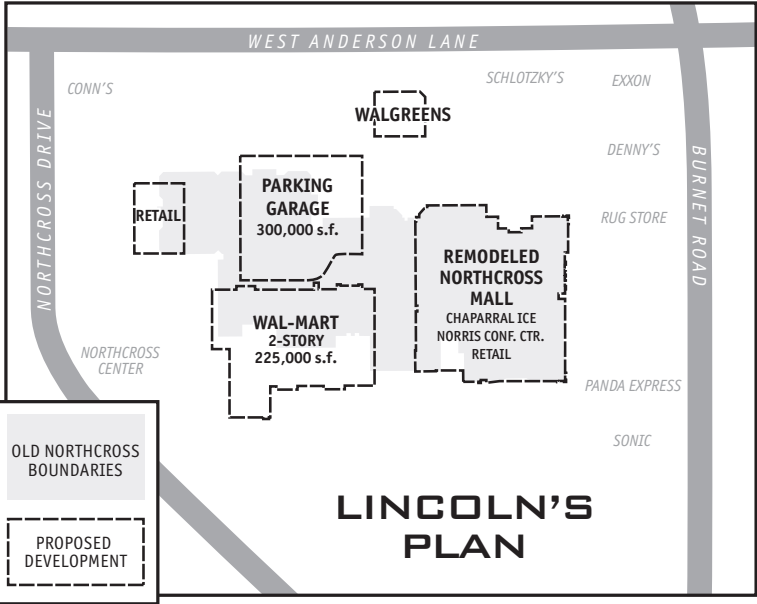 WEST ANDERSON LANE
CONN'S
SCHLOTZKY'S
EXXON
WALGREENS
NORTHCROSS DRIVE
DENNY'S
BURNET ROAD
PARKING
GARAGE
300,000 s.f.
RETAIL
RUG STORE
REMODELED
NORTHCROSS
MALL
CHAPARRAL ICE
NORRIS CONF. CTR.
RETAIL
WAL-MART
2-STORY
225,000 s.f.
NORTHCROSS
CENTER
PANDA EXPRESS
SONIC
OLD NORTHCROSS
BOUNDARIES
PROPOSED
DEVELOPMENT
LINCOLN'S
PLAN